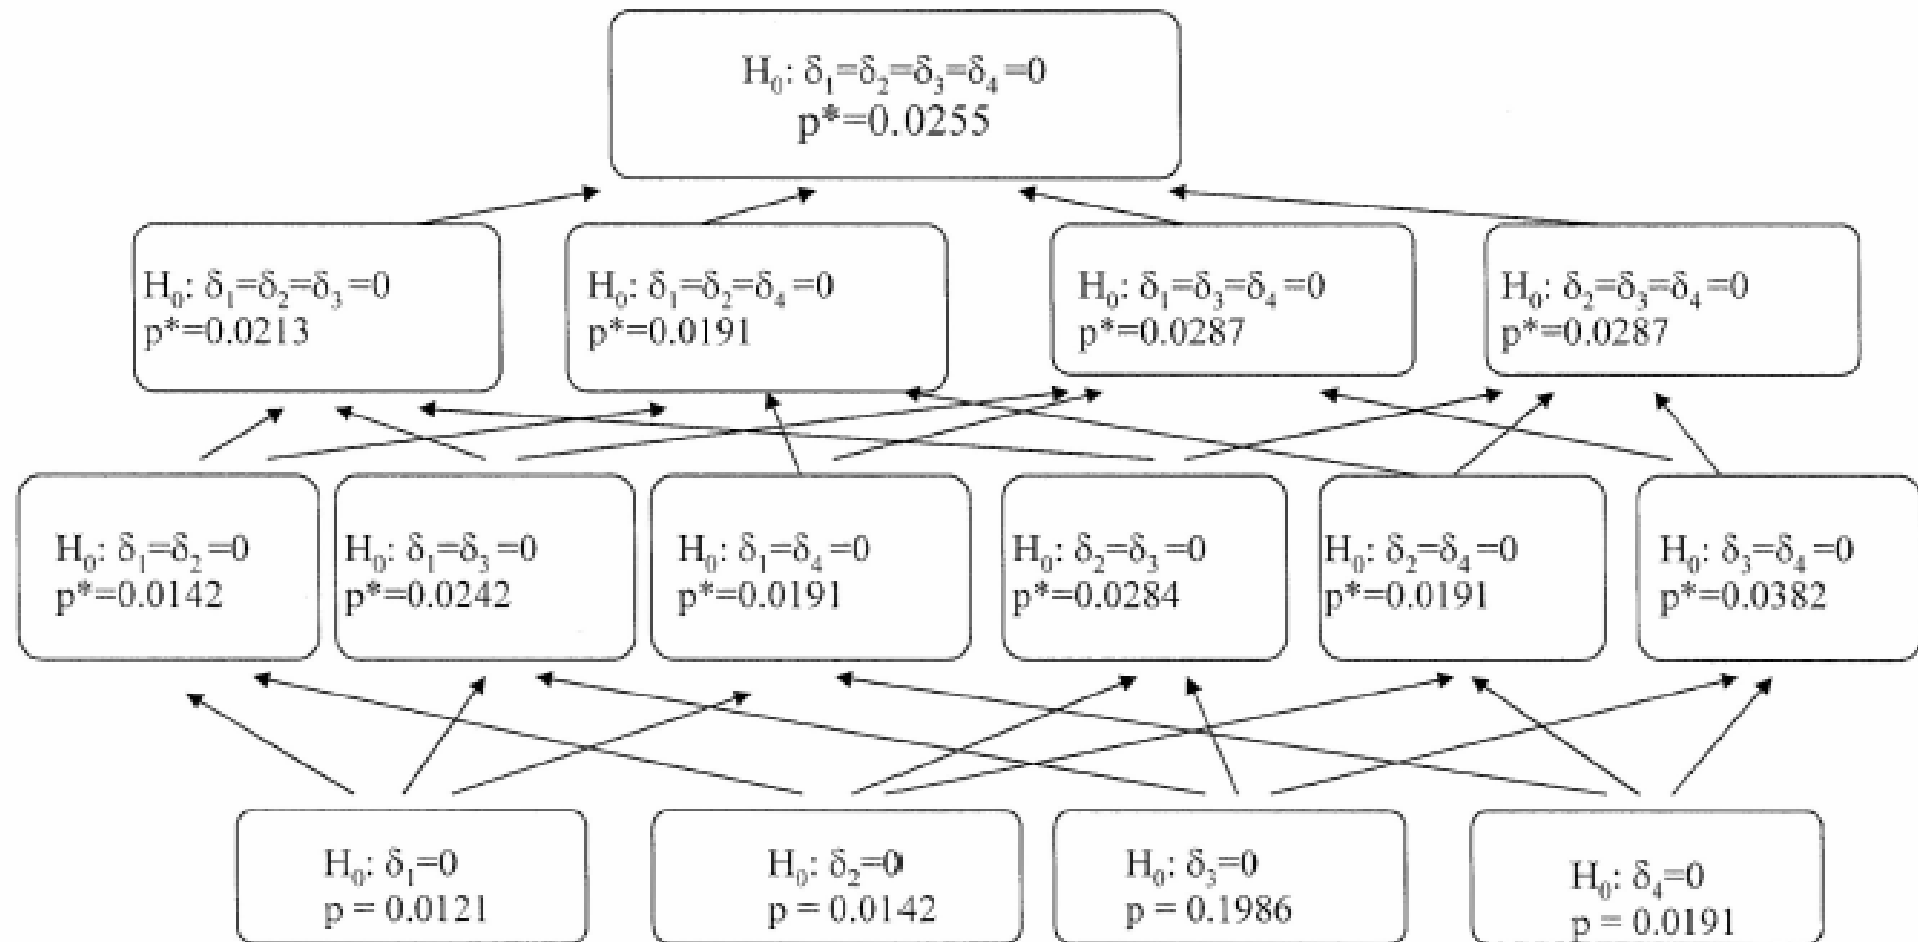 H₀: δ₁=δ₂=δ₃=δ₄=0
p*=0.0255
H₀: δ₁=δ₂=δ₃=0
p*=0.0213
H₀: δ₁=δ₂=δ₄=0
p*=0.0191
H₀: δ₁=δ₃=δ₄=0
p*=0.0287
H₀: δ₂=δ₃=δ₄=0
p*=0.0287
H₀: δ₁=δ₂=0
p*=0.0142
H₀: δ₁=δ₃=0
p*=0.0242
H₀: δ₁=δ₄=0
p*=0.0191
H₀: δ₂=δ₃=0
p*=0.0284
H₀: δ₂=δ₄=0
p*=0.0191
H₀: δ₃=δ₄=0
p*=0.0382
H₀: δ₁=0
p = 0.0121
H₀: δ₂=0
p = 0.0142
H₀: δ₃=0
p = 0.1986
H₀: δ₄=0
p = 0.0191